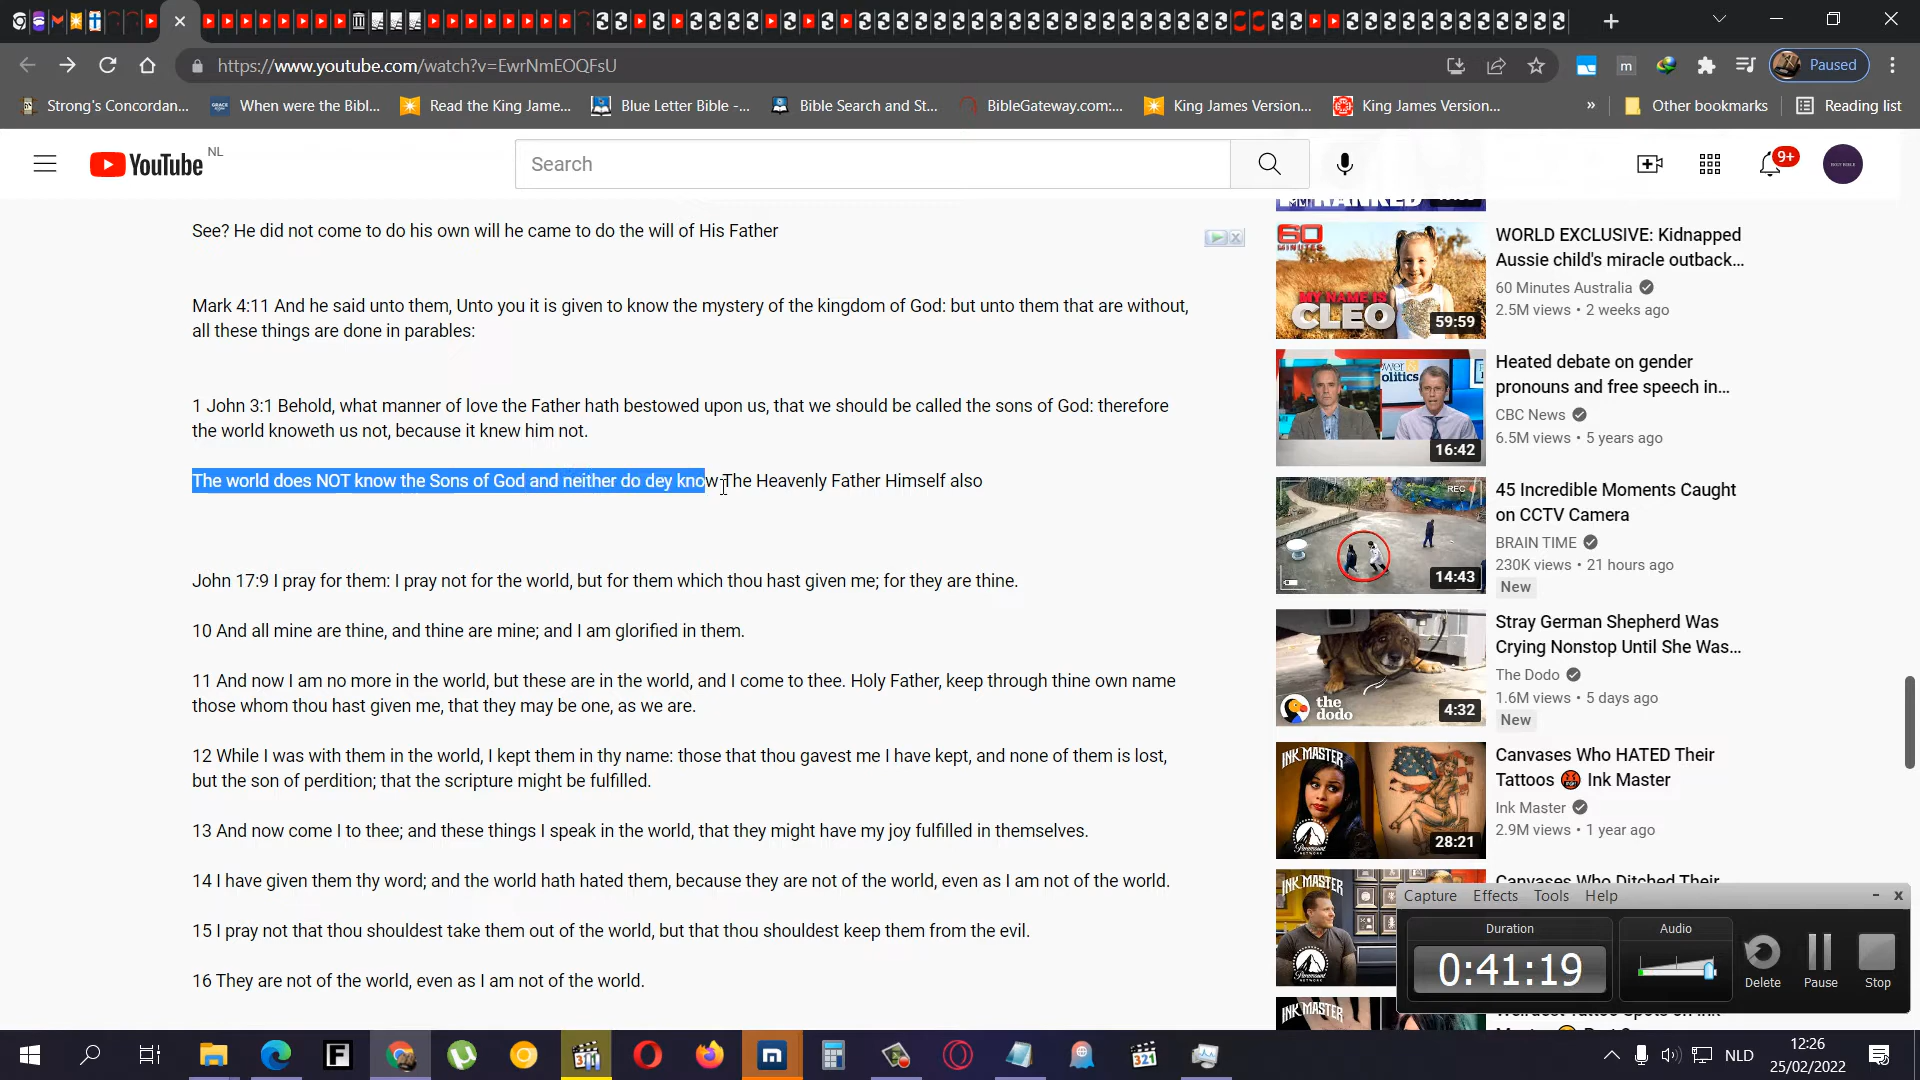 https://www.youtube.com/watch?v=EwrNmEOQFsU
Paused
Strong's Concordan...
When were the Bibl...
Read the King Jame...
Blue Letter Bible -...
Bible Search and St...
BibleGateway.com:...
King James Version...
King James Version...
»
Other bookmarks
Reading list
YouTube NL
Search
9+
See? He did not come to do his own will he came to do the will of His Father
Mark 4:11 And he said unto them, Unto you it is given to know the mystery of the kingdom of God: but unto them that are without,
all these things are done in parables:
1 John 3:1 Behold, what manner of love the Father hath bestowed upon us, that we should be called the sons of God: therefore
the world knoweth us not, because it knew him not.
The world does NOT know the Sons of God and neither do dey know The Heavenly Father Himself also
John 17:9 I pray for them: I pray not for the world, but for them which thou hast given me; for they are thine.
10 And all mine are thine, and thine are mine; and I am glorified in them.
11 And now I am no more in the world, but these are in the world, and I come to thee. Holy Father, keep through thine own name
those whom thou hast given me, that they may be one, as we are.
12 While I was with them in the world, I kept them in thy name: those that thou gavest me I have kept, and none of them is lost,
but the son of perdition; that the scripture might be fulfilled.
13 And now come I to thee; and these things I speak in the world, that they might have my joy fulfilled in themselves.
14 I have given them thy word; and the world hath hated them, because they are not of the world, even as I am not of the world.
15 I pray not that thou shouldest take them out of the world, but that thou shouldest keep them from the evil.
16 They are not of the world, even as I am not of the world.
60
MINUTES
MY NAME IS
CLEO
59:59
WORLD EXCLUSIVE: Kidnapped
Aussie child's miracle outback...
60 Minutes Australia
2.5M views • 2 weeks ago
16:42
Heated debate on gender
pronouns and free speech in...
CBC News
6.5M views • 5 years ago
REC
14:43
45 Incredible Moments Caught
on CCTV Camera
BRAIN TIME
230K views • 21 hours ago
New
the
dodo
4:32
Stray German Shepherd Was
Crying Nonstop Until She Was...
The Dodo
1.6M views • 5 days ago
New
INK MASTER
28:21
Canvases Who HATED Their
Tattoos 🤬 Ink Master
Ink Master
2.9M views • 1 year ago
INK MASTER
Canvases Who Ditched Their
INK MASTER
Capture Effects Tools Help
Duration
0:41:19
Audio
Delete
Pause
Stop
321
NLD
12:26
25/02/2022